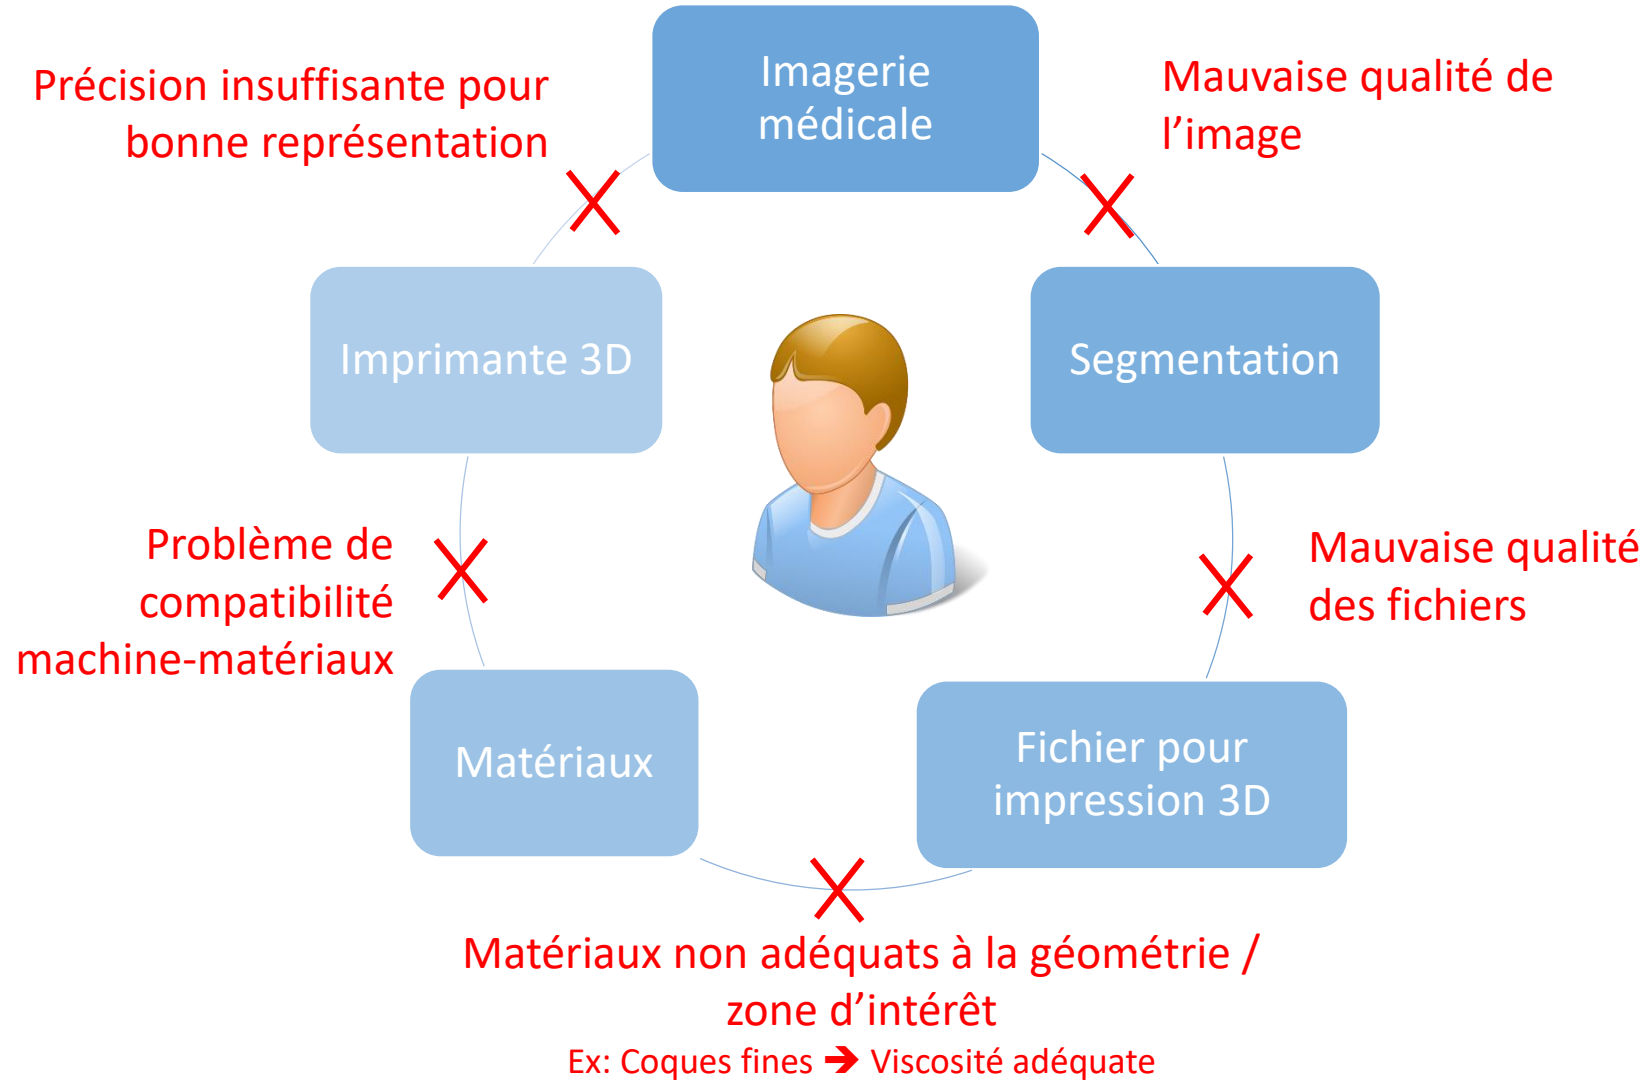 Imagerie
médicale
Précision insuffisante pour
bonne représentation
Mauvaise qualité de
l’image
Imprimante 3D
Segmentation
Problème de
compatibilité
machine-matériaux
Mauvaise qualité
des fichiers
Matériaux
Fichier pour
impression 3D
Matériaux non adéquats à la géométrie /
zone d’intérêt
Ex: Coques fines ➔ Viscosité adéquate